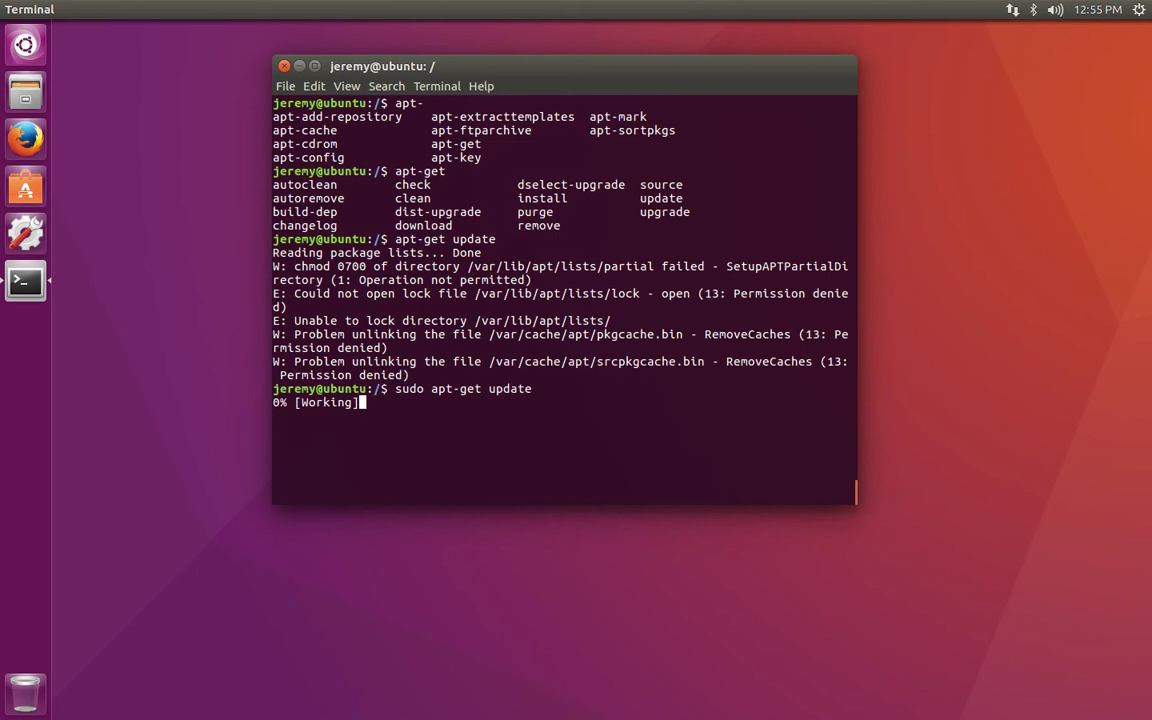 Terminal
12:55 PM
jeremy@ubuntu: /
File Edit View Search Terminal Help
jeremy@ubuntu:/$ apt-
apt-add-repository apt-extracttemplates apt-mark
apt-cache apt-ftparchive apt-sortpkgs
apt-cdrom apt-get
apt-config apt-key
jeremy@ubuntu:/$ apt-get
autoclean check dselect-upgrade source
autoremove clean install update
build-dep dist-upgrade purge upgrade
changelog download remove
jeremy@ubuntu:/$ apt-get update
Reading package lists... Done
W: chmod 0700 of directory /var/lib/apt/lists/partial failed - SetupAPTPartialDi
rectory (1: Operation not permitted)
E: Could not open lock file /var/lib/apt/lists/lock - open (13: Permission denie
d)
E: Unable to lock directory /var/lib/apt/lists/
W: Problem unlinking the file /var/cache/apt/pkgcache.bin - RemoveCaches (13: Pe
rmission denied)
W: Problem unlinking the file /var/cache/apt/srcpkgcache.bin - RemoveCaches (13:
 Permission denied)
jeremy@ubuntu:/$ sudo apt-get update
0% [Working]